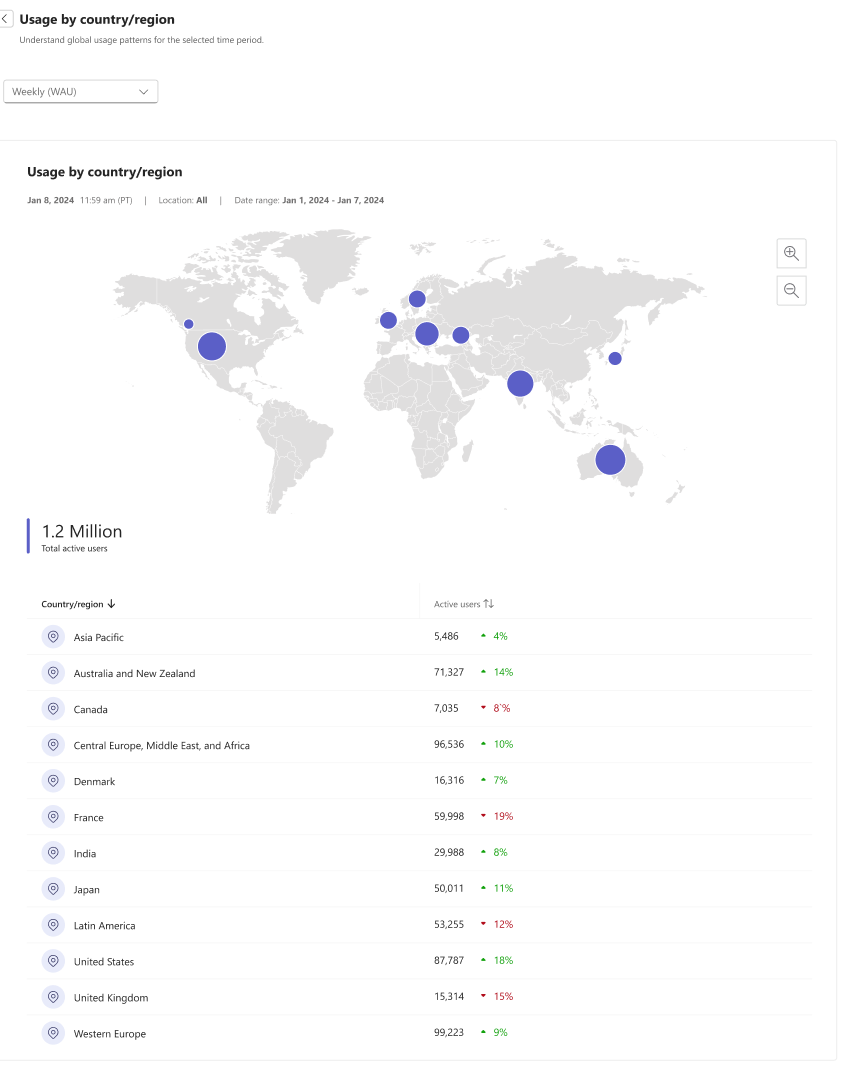 Usage by country/region
Understand global usage patterns for the selected time period.
Weekly (WAU)
Usage by country/region
Jan 8, 2024 11:59 am (PT) | Location: All | Date range: Jan 1, 2024 - Jan 7, 2024
1.2 Million
Total active users
Country/region Active users
Asia Pacific 5,486 4%
Australia and New Zealand 71,327 14%
Canada 7,035 8`%
Central Europe, Middle East, and Africa 96,536 10%
Denmark 16,316 7%
France 59,998 19%
India 29,988 8%
Japan 50,011 11%
Latin America 53,255 12%
United States 87,787 18%
United Kingdom 15,314 15%
Western Europe 99,223 9%